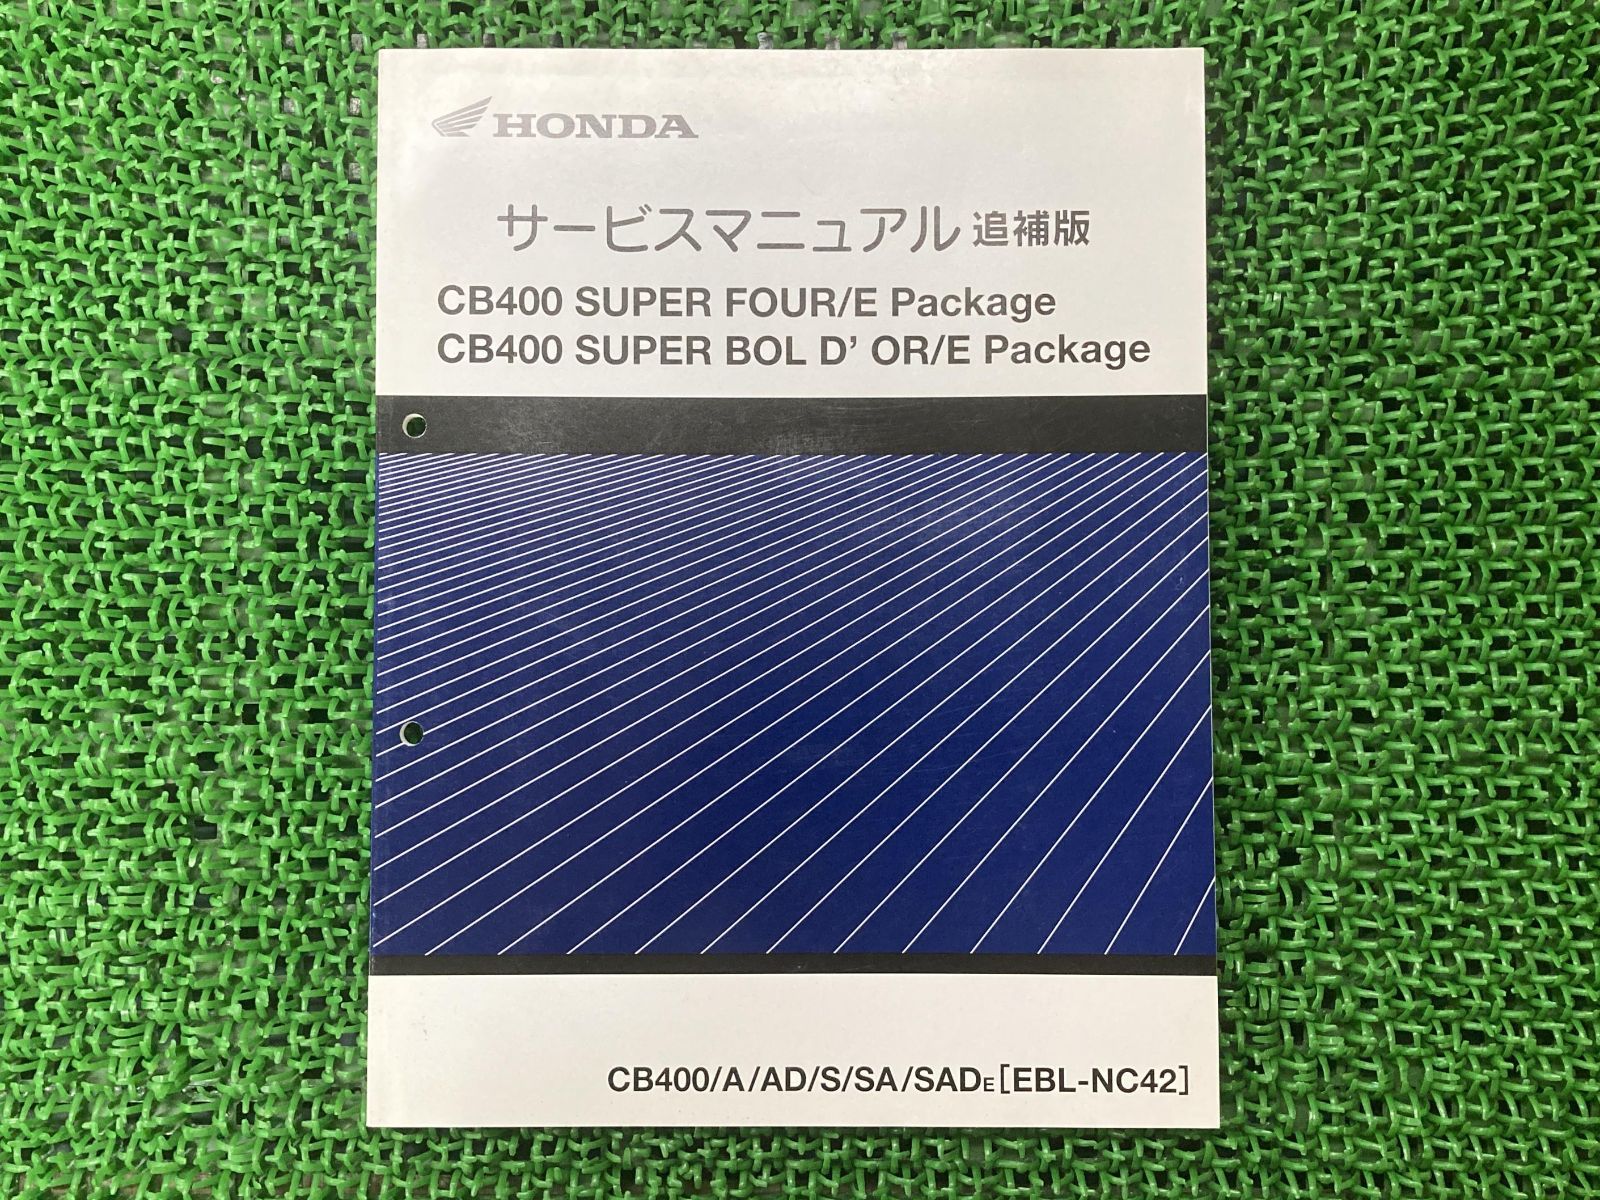 HONDA
サービスマニュアル 追補版
CB400 SUPER FOUR/E Package
CB400 SUPER BOL D' OR/E Package
CB400/A/AD/S/SA/SADE[EBL-NC42]